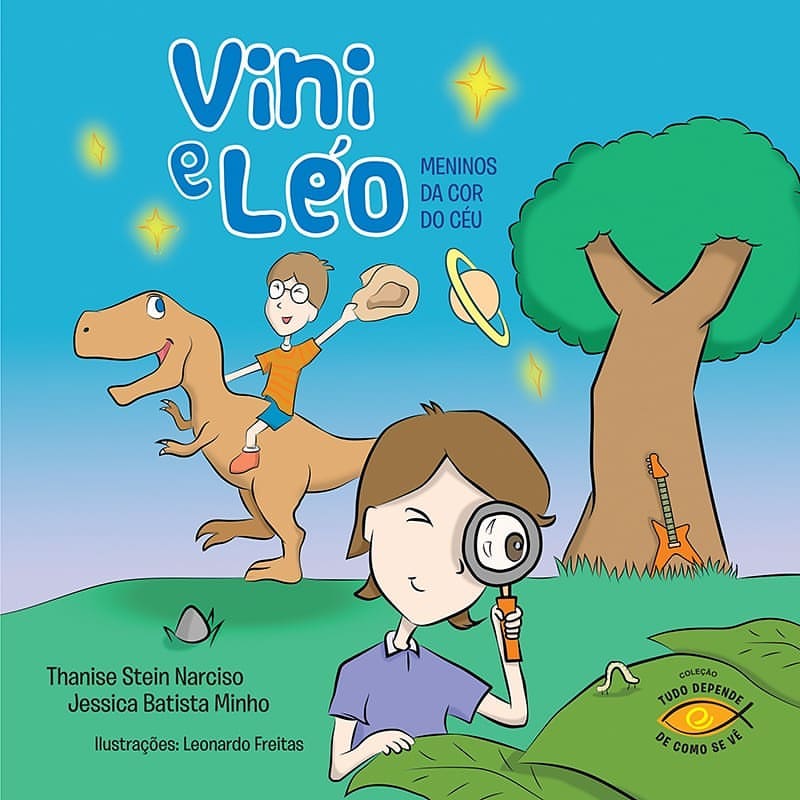 Vini
e Léo
MENINOS
DA COR
DO CÉU
Thanise Stein Narciso
Jessica Batista Minho
Ilustrações: Leonardo Freitas
COLEÇÃO
TUDO DEPENDE
DE COMO SE VÊ